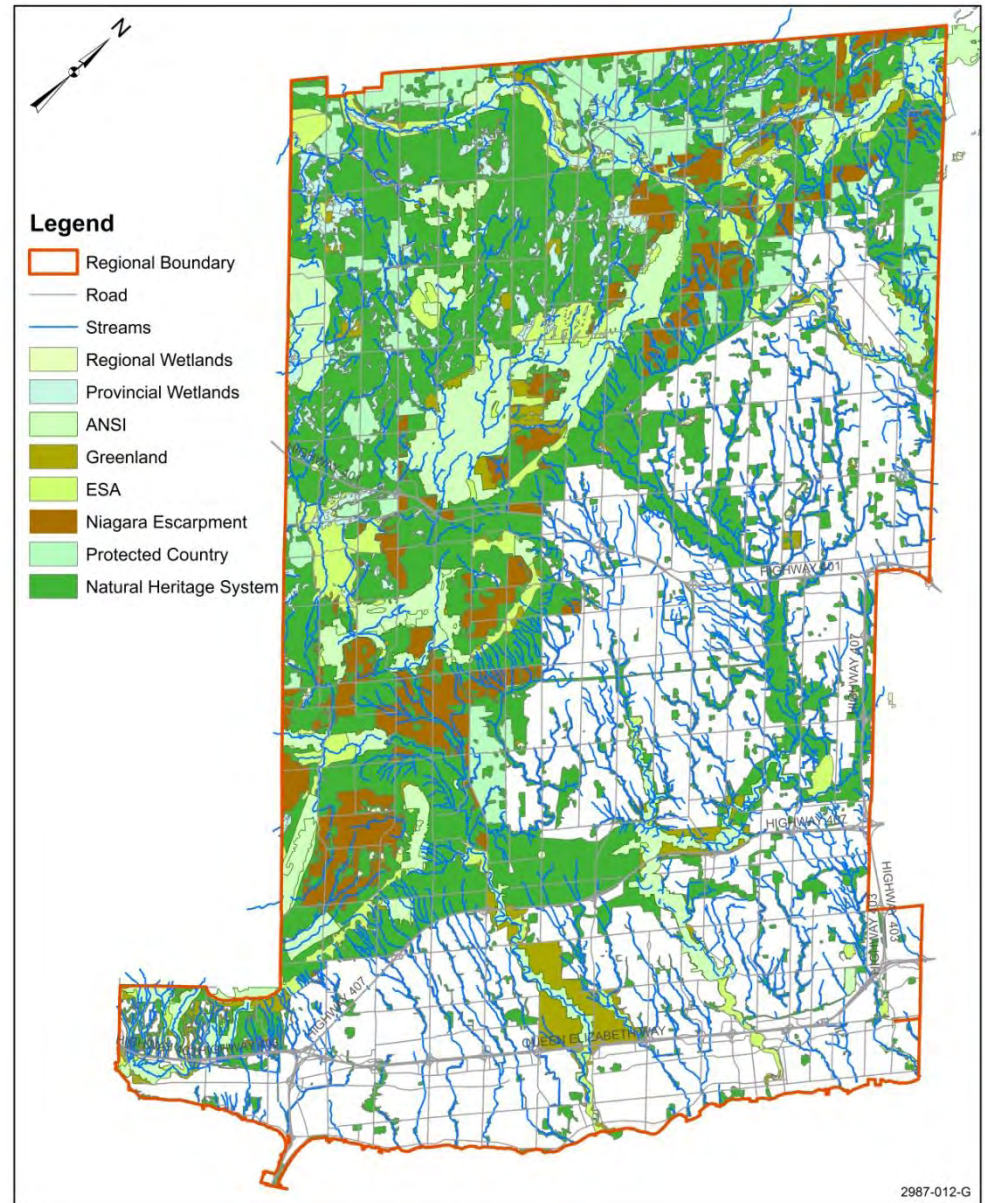 N
Legend
Regional Boundary
Road
Streams
Regional Wetlands
Provincial Wetlands
ANSI
Greenland
ESA
Niagara Escarpment
Protected Country
Natural Heritage System
HIGHWAY 401
HIGHWAY 407
HIGHWAY 407
HIGHWAY 403
HIGHWAY 403
HIGHWAY 407
QUEEN ELIZABETH WAY
2987-012-G